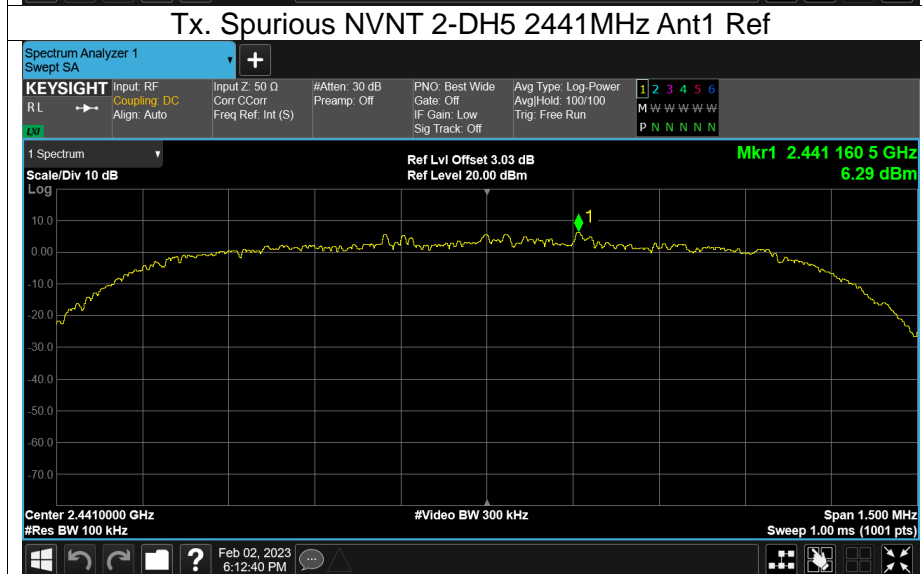 Tx. Spurious NVNT 2-DH5 2441MHz Ant1 Ref
Spectrum Analyzer 1
Swept SA
+
KEYSIGHT
R L
LXI
Input: RF
Coupling: DC
Align: Auto
Input Z: 50 Ω
Corr CCorr
Freq Ref: Int (S)
#Atten: 30 dB
Preamp: Off
PNO: Best Wide
Gate: Off
IF Gain: Low
Sig Track: Off
Avg Type: Log-Power
Avg|Hold: 100/100
Trig: Free Run
1 2 3 4 5 6
M W W W W W
P N N N N N
1 Spectrum
Scale/Div 10 dB
Log
Ref Lvl Offset 3.03 dB
Ref Level 20.00 dBm
Mkr1 2.441 160 5 GHz
6.29 dBm
1
10.0
0.00
-10.0
-20.0
-30.0
-40.0
-50.0
-60.0
-70.0
Center 2.4410000 GHz
#Res BW 100 kHz
#Video BW 300 kHz
Span 1.500 MHz
Sweep 1.00 ms (1001 pts)
?
Feb 02, 2023
6:12:40 PM